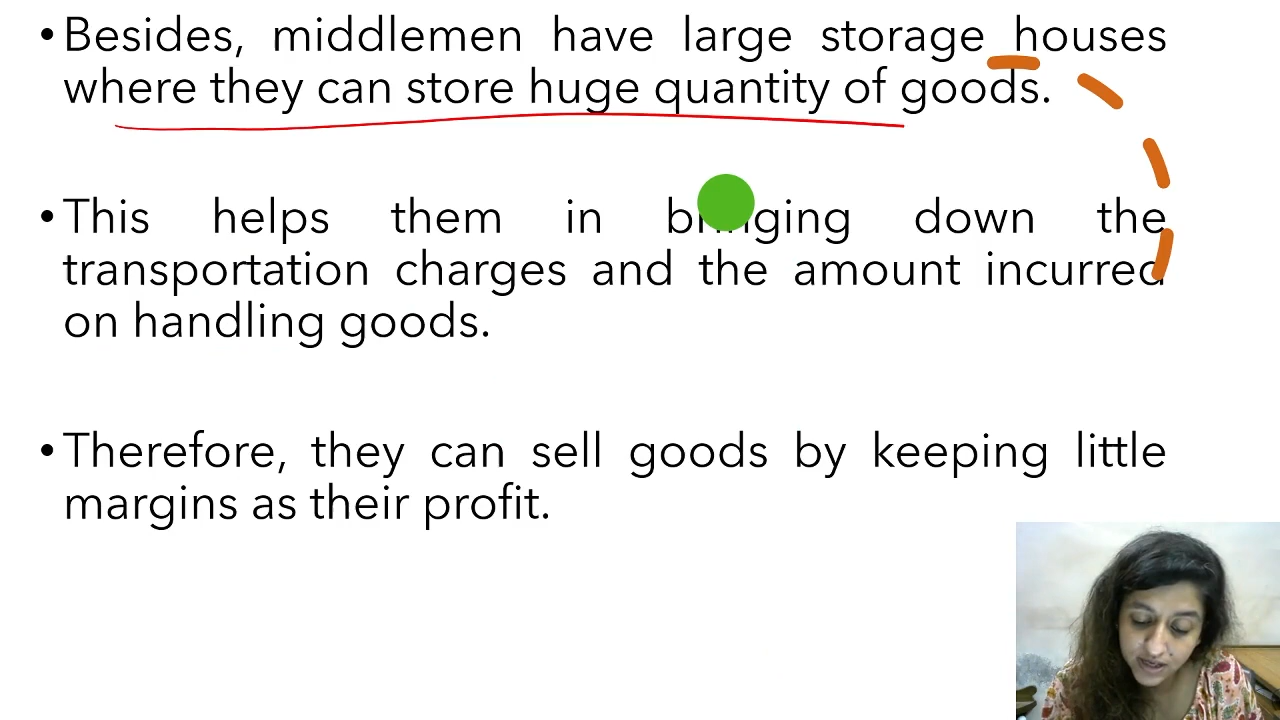 • Besides, middlemen have large storage houses
where they can store huge quantity of goods.
• This helps them in bringing down the
transportation charges and the amount incurred
on handling goods.
• Therefore, they can sell goods by keeping little
margins as their profit.